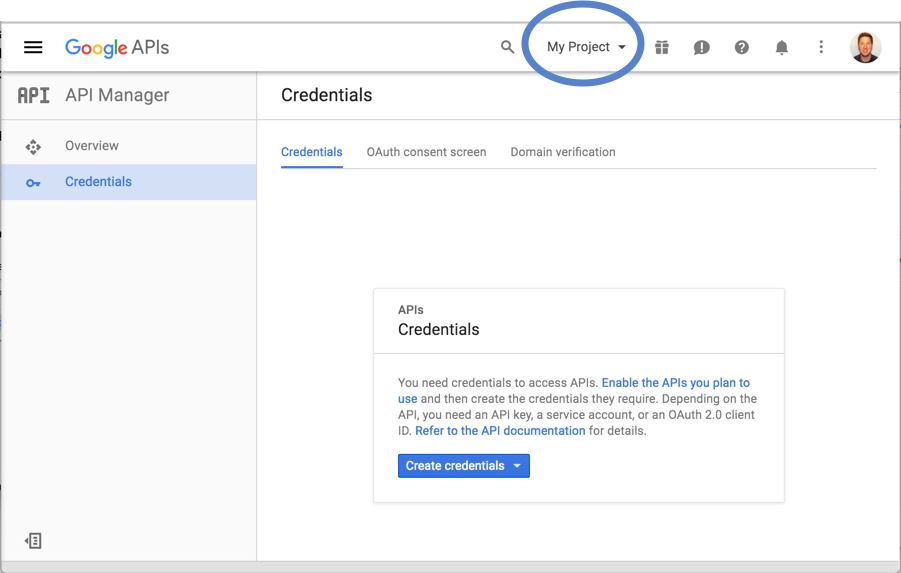 Google APIs
My Project
API API Manager
Credentials
Overview
Credentials
Credentials OAuth consent screen Domain verification
APIs
Credentials
You need credentials to access APIs. Enable the APIs you plan to
use and then create the credentials they require. Depending on the
API, you need an API key, a service account, or an OAuth 2.0 client
ID. Refer to the API documentation for details.
Create credentials